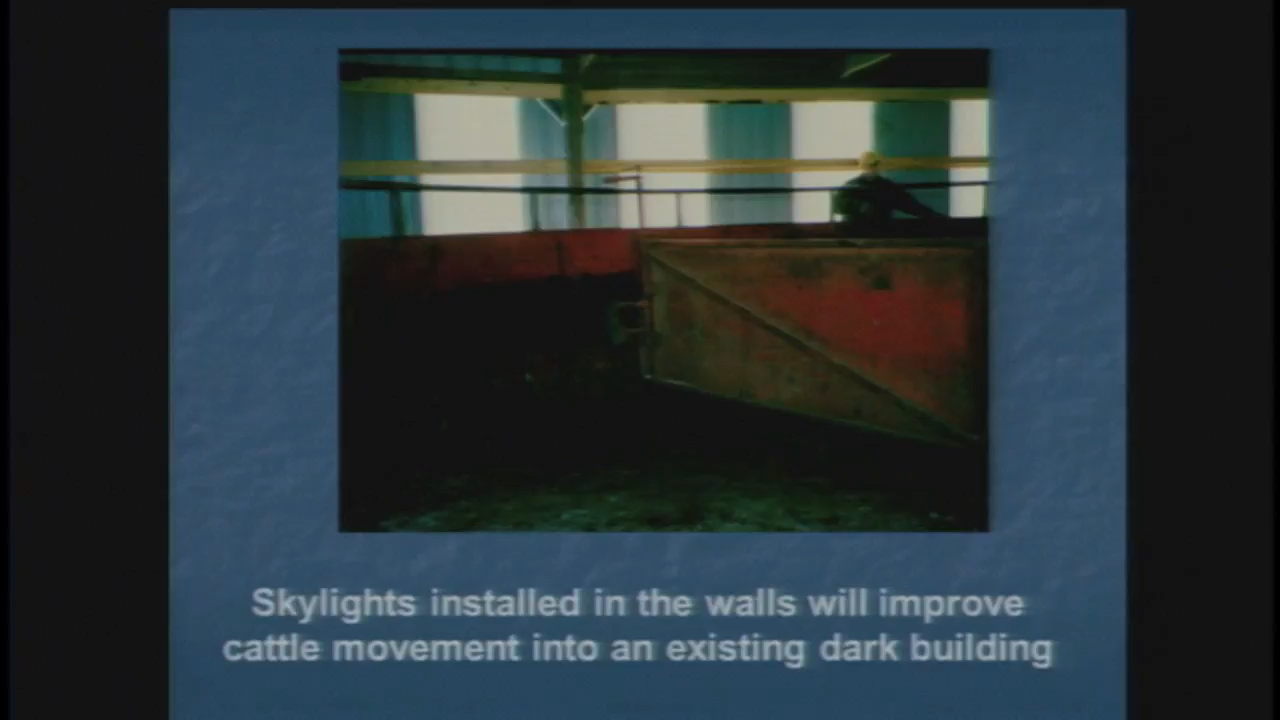 Skylights installed in the walls will improve
cattle movement into an existing dark building